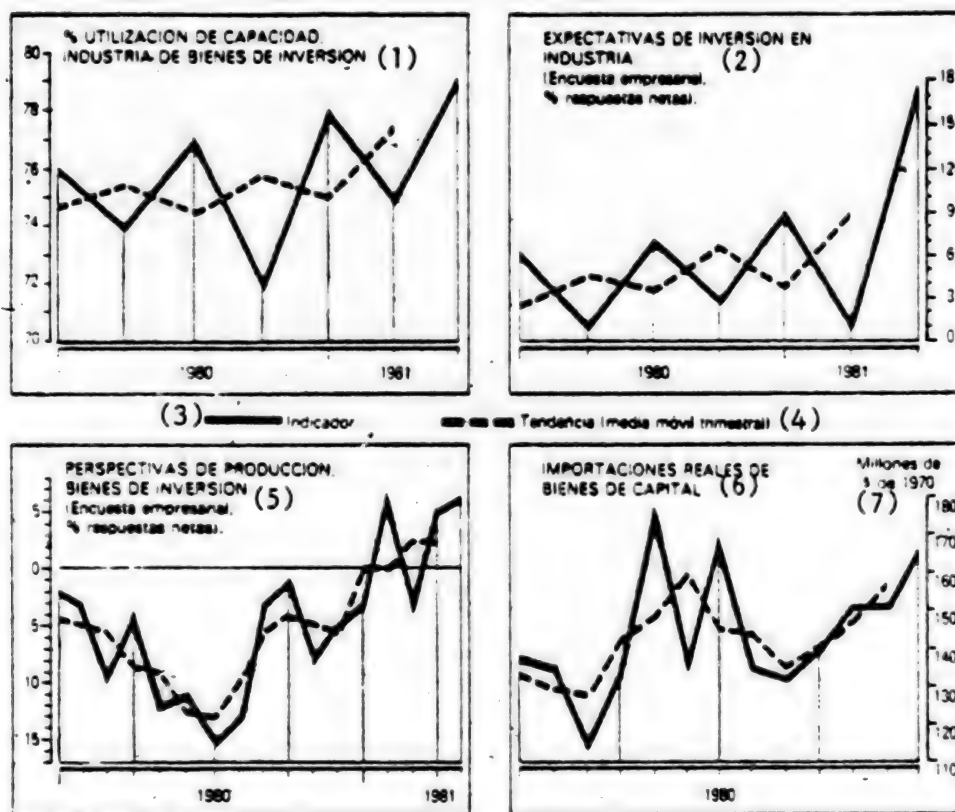 % UTILIZACION DE CAPACIDAD.
INDUSTRIA DE BIENES DE INVERSION (1)
80
78
76
74
72
70
1980
1981
EXPECTATIVAS DE INVERSION EN
INDUSTRIA (2)
(Encuesta empresarial,
% respuestas netas).
18
15
12
9
6
3
0
1980
1981
(3) Indicador
Tendencia (media móvil trimestral) (4)
PERSPECTIVAS DE PRODUCCION.
BIENES DE INVERSION (5)
(Encuesta empresarial,
% respuestas netas).
5
0
5
10
15
1980
1981
IMPORTACIONES REALES DE
BIENES DE CAPITAL (6)
Millones de
$ de 1970
(7)
180
170
160
150
140
130
120
110
1980